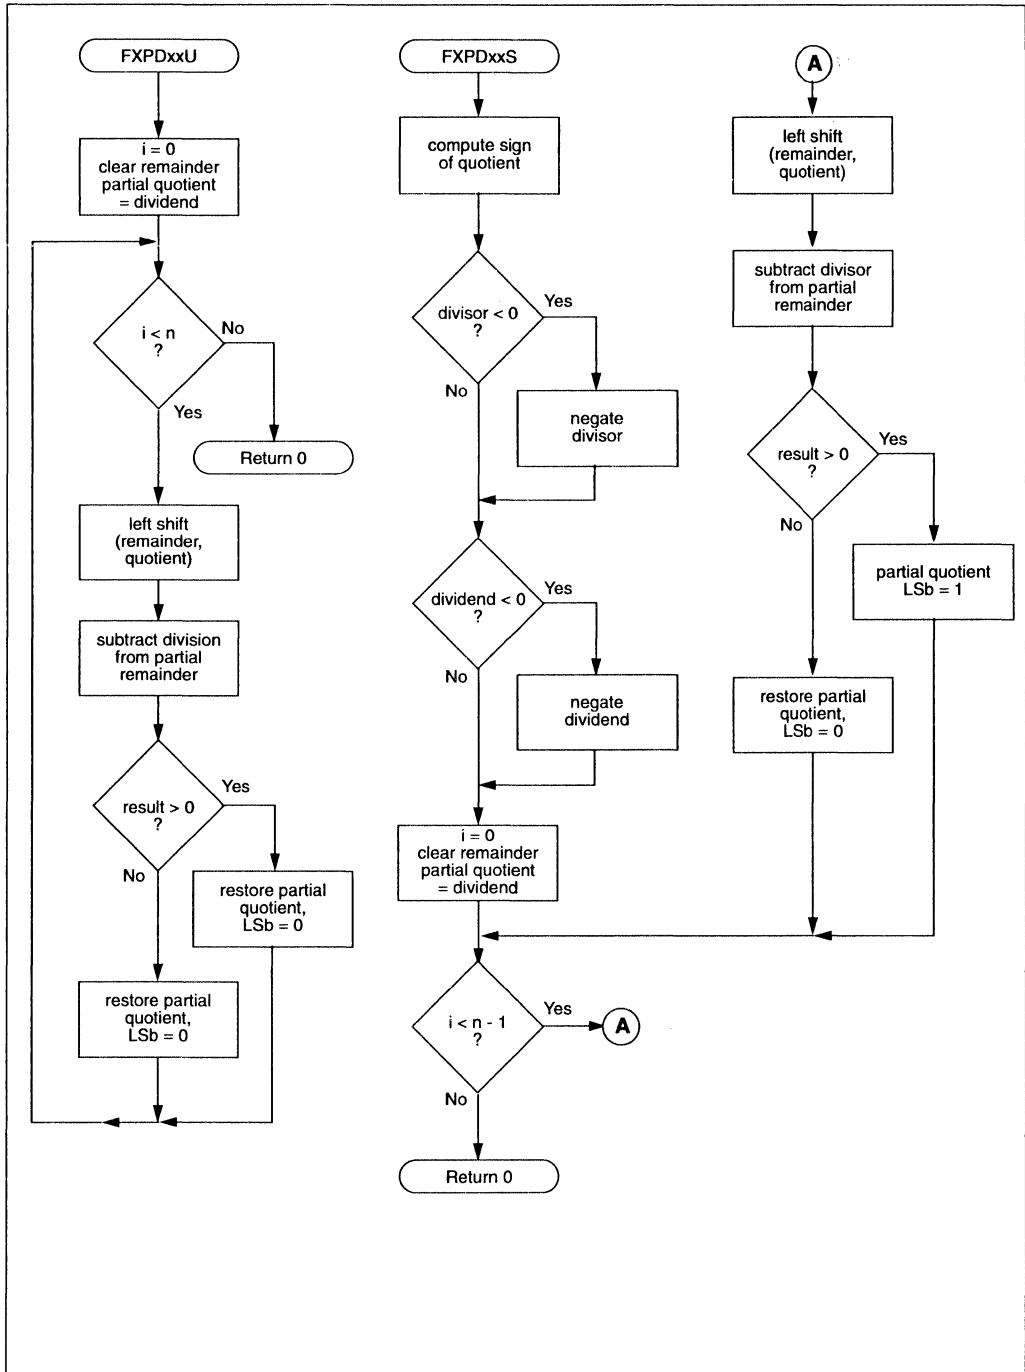 FXPDxxU
i = 0
clear remainder
partial quotient
= dividend
i < n
?
No
Yes
Return 0
left shift
(remainder,
quotient)
subtract division
from partial
remainder
result > 0
?
Yes
No
restore partial
quotient,
LSb = 0
restore partial
quotient,
LSb = 0
FXPDxxS
compute sign
of quotient
divisor < 0
?
Yes
No
negate
divisor
dividend < 0
?
Yes
No
negate
dividend
i = 0
clear remainder
partial quotient
= dividend
i < n - 1
?
Yes
A
No
Return 0
A
left shift
(remainder,
quotient)
subtract divisor
from partial
remainder
result > 0
?
Yes
No
partial quotient
LSb = 1
restore partial
quotient,
LSb = 0